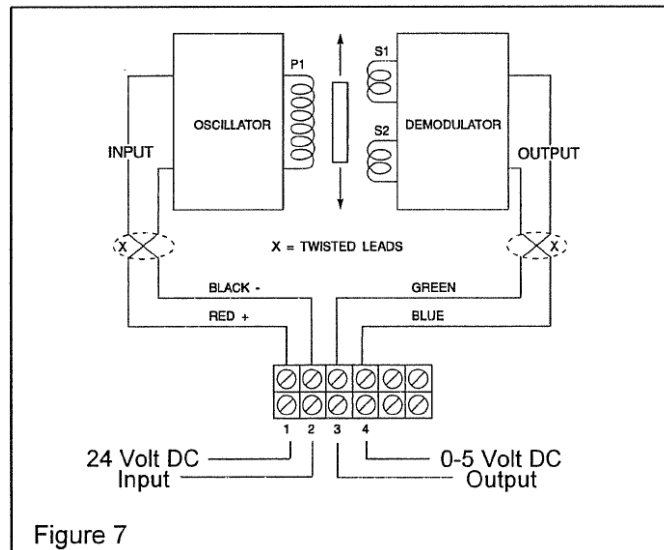 P1
S1
OSCILLATOR
DEMODULATOR
S2
INPUT
OUTPUT
X
X = TWISTED LEADS
X
BLACK -
GREEN
RED +
BLUE
1 2 3 4
24 Volt DC
Input
0-5 Volt DC
Output
Figure 7